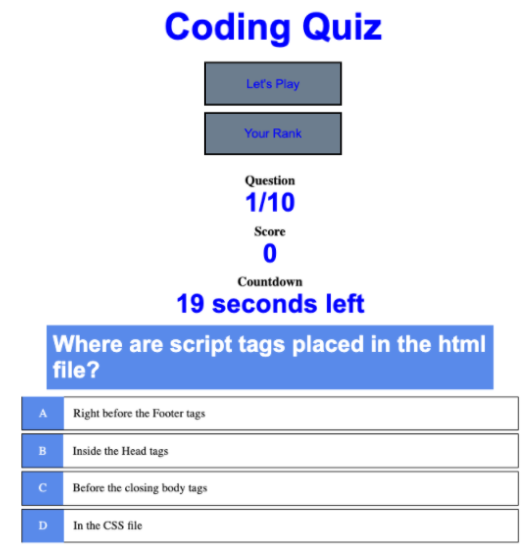 Coding Quiz
Let's Play
Your Rank
Question
1/10
Score
0
Countdown
19 seconds left
Where are script tags placed in the html
file?
A Right before the Footer tags
B Inside the Head tags
C Before the closing body tags
D In the CSS file